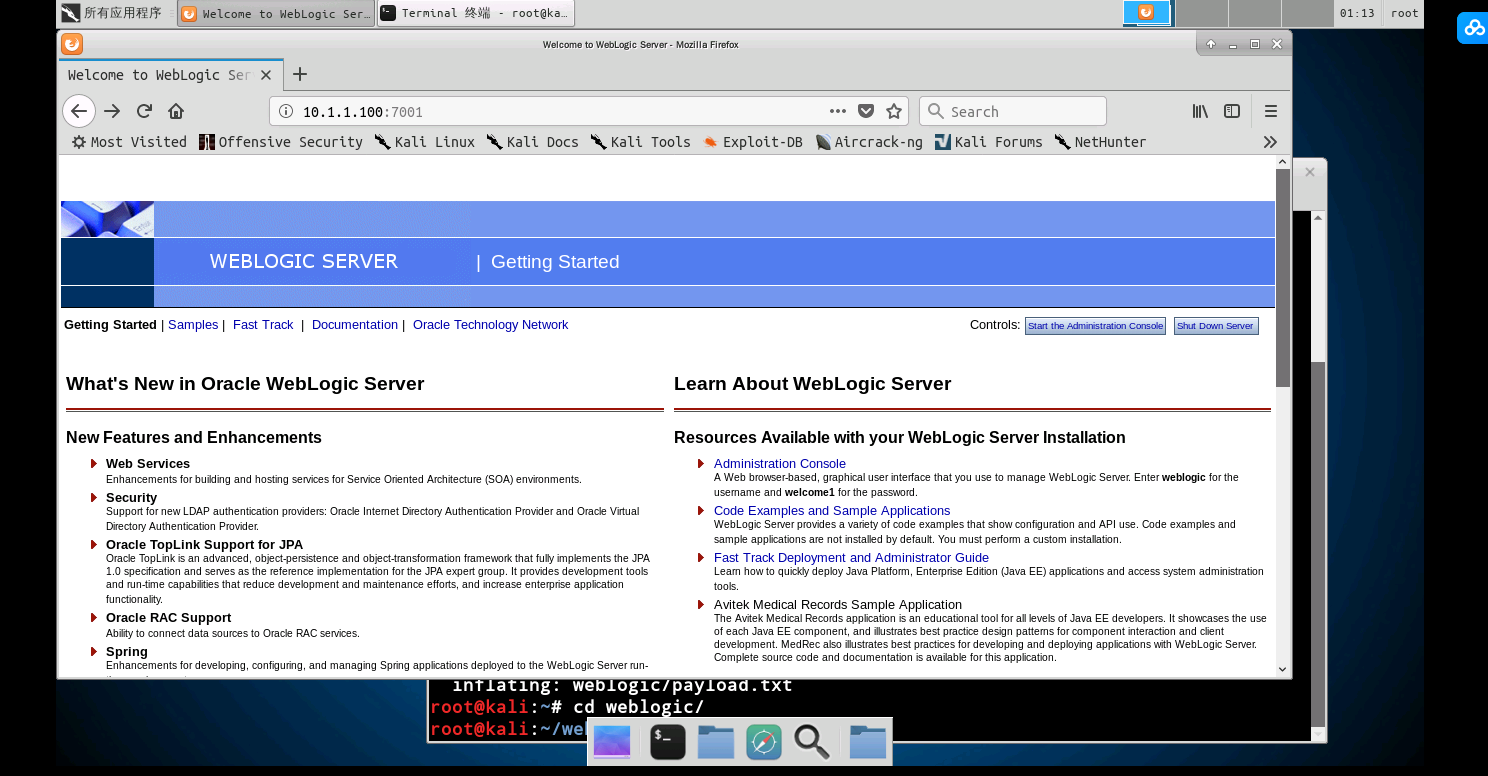 所有应用程序
Welcome to WebLogic Ser...
Terminal 终端 - root@ka...
01:13
root
Welcome to WebLogic Server - Mozilla Firefox
Welcome to WebLogic Ser
10.1.1.100:7001
Search
Most Visited
Offensive Security
Kali Linux
Kali Docs
Kali Tools
Exploit-DB
Aircrack-ng
Kali Forums
NetHunter
WEBLOGIC SERVER | Getting Started
Getting Started | Samples | Fast Track | Documentation | Oracle Technology Network
Controls: Start the Administration Console Shut Down Server
What's New in Oracle WebLogic Server
New Features and Enhancements
Web Services
Enhancements for building and hosting services for Service Oriented Architecture (SOA) environments.
Security
Support for new LDAP authentication providers: Oracle Internet Directory Authentication Provider and Oracle Virtual
Directory Authentication Provider.
Oracle TopLink Support for JPA
Oracle TopLink is an advanced, object-persistence and object-transformation framework that fully implements the JPA
1.0 specification and serves as the reference implementation for the JPA expert group. It provides development tools
and run-time capabilities that reduce development and maintenance efforts, and increase enterprise application
functionality.
Oracle RAC Support
Ability to connect data sources to Oracle RAC services.
Spring
Enhancements for developing, configuring, and managing Spring applications deployed to the WebLogic Server run-
Learn About WebLogic Server
Resources Available with your WebLogic Server Installation
Administration Console
A Web browser-based, graphical user interface that you use to manage WebLogic Server. Enter weblogic for the
username and welcome1 for the password.
Code Examples and Sample Applications
WebLogic Server provides a variety of code examples that show configuration and API use. Code examples and
sample applications are not installed by default. You must perform a custom installation.
Fast Track Deployment and Administrator Guide
Learn how to quickly deploy Java Platform, Enterprise Edition (Java EE) applications and access system administration
tools.
Avitek Medical Records Sample Application
The Avitek Medical Records application is an educational tool for all levels of Java EE developers. It showcases the use
of each Java EE component, and illustrates best practice design patterns for component interaction and client
development. MedRec also illustrates best practices for developing and deploying applications with WebLogic Server.
Complete source code and documentation is available for this application.
inflating: weblogic/payload.txt
root@kali:~# cd weblogic/
root@kali:~/we